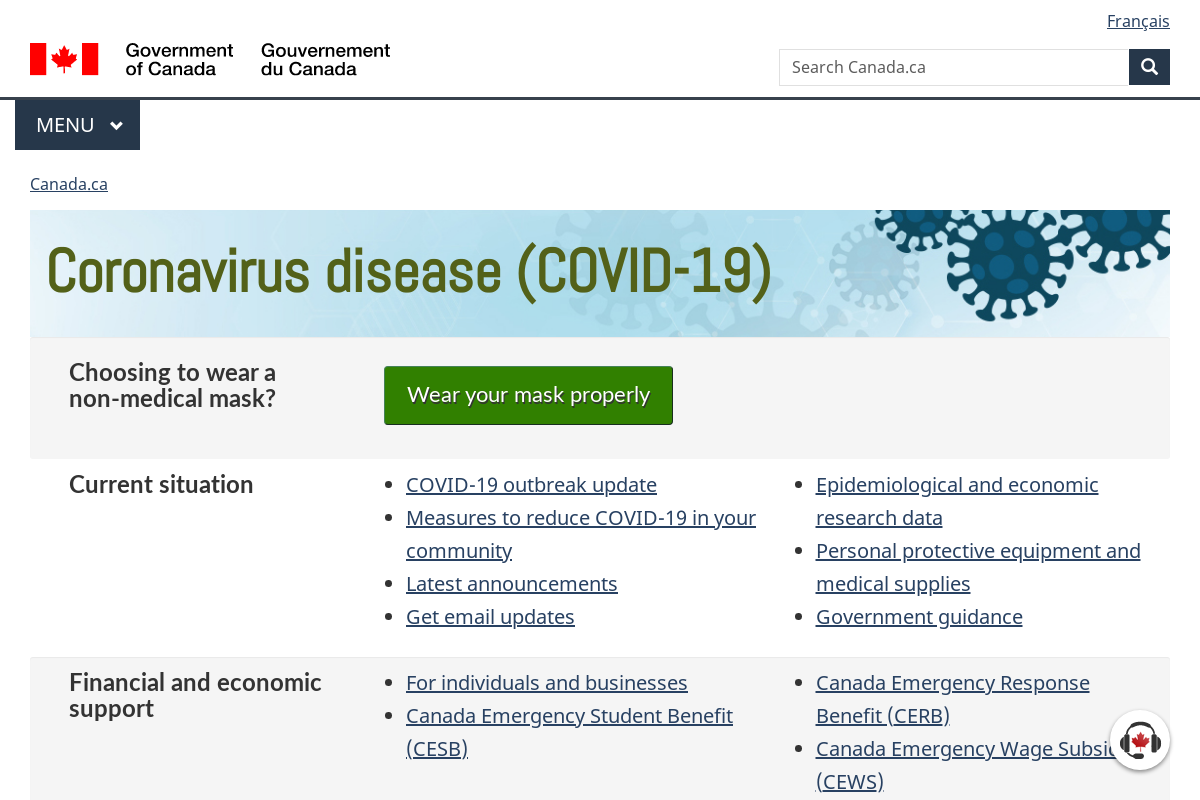 Français
Government of Canada
Gouvernement du Canada
Search Canada.ca
MENU
Canada.ca
Coronavirus disease (COVID-19)
Choosing to wear a
non-medical mask?
Wear your mask properly
Current situation
COVID-19 outbreak update
Measures to reduce COVID-19 in your
community
Latest announcements
Get email updates
Epidemiological and economic
research data
Personal protective equipment and
medical supplies
Government guidance
Financial and economic
support
For individuals and businesses
Canada Emergency Student Benefit
(CESB)
Canada Emergency Response
Benefit (CERB)
Canada Emergency Wage
(CEWS)